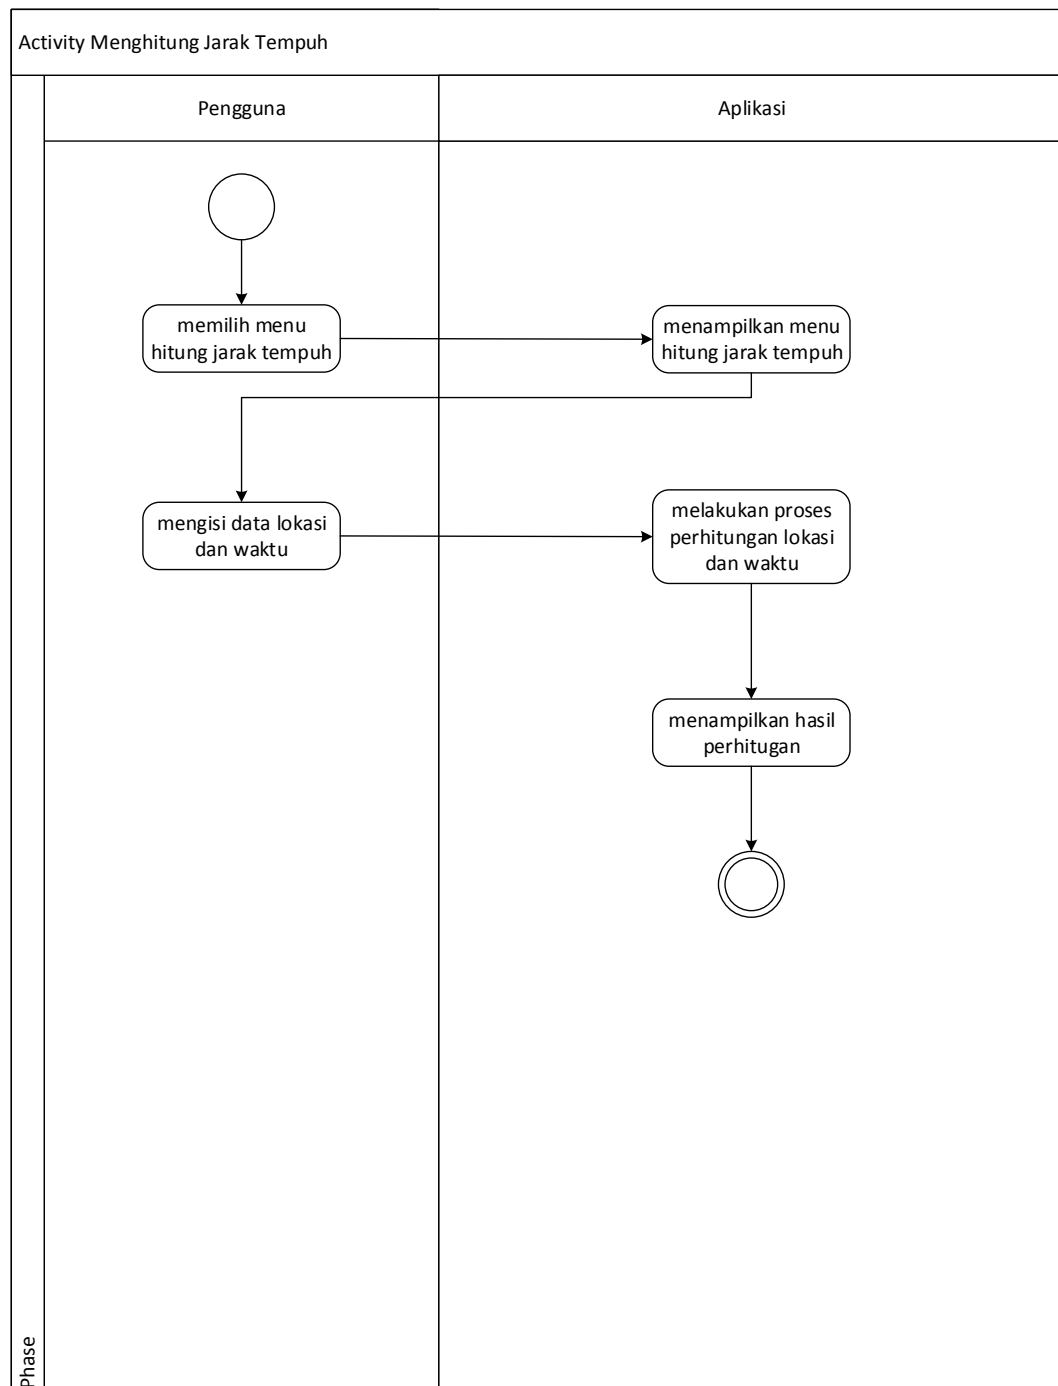 Activity Menghitung Jarak Tempuh
Pengguna
Aplikasi
memilih menu
hitung jarak tempuh
menampilkan menu
hitung jarak tempuh
mengisi data lokasi
dan waktu
melakukan proses
perhitungan lokasi
dan waktu
menampilkan hasil
perhitugan
Phase